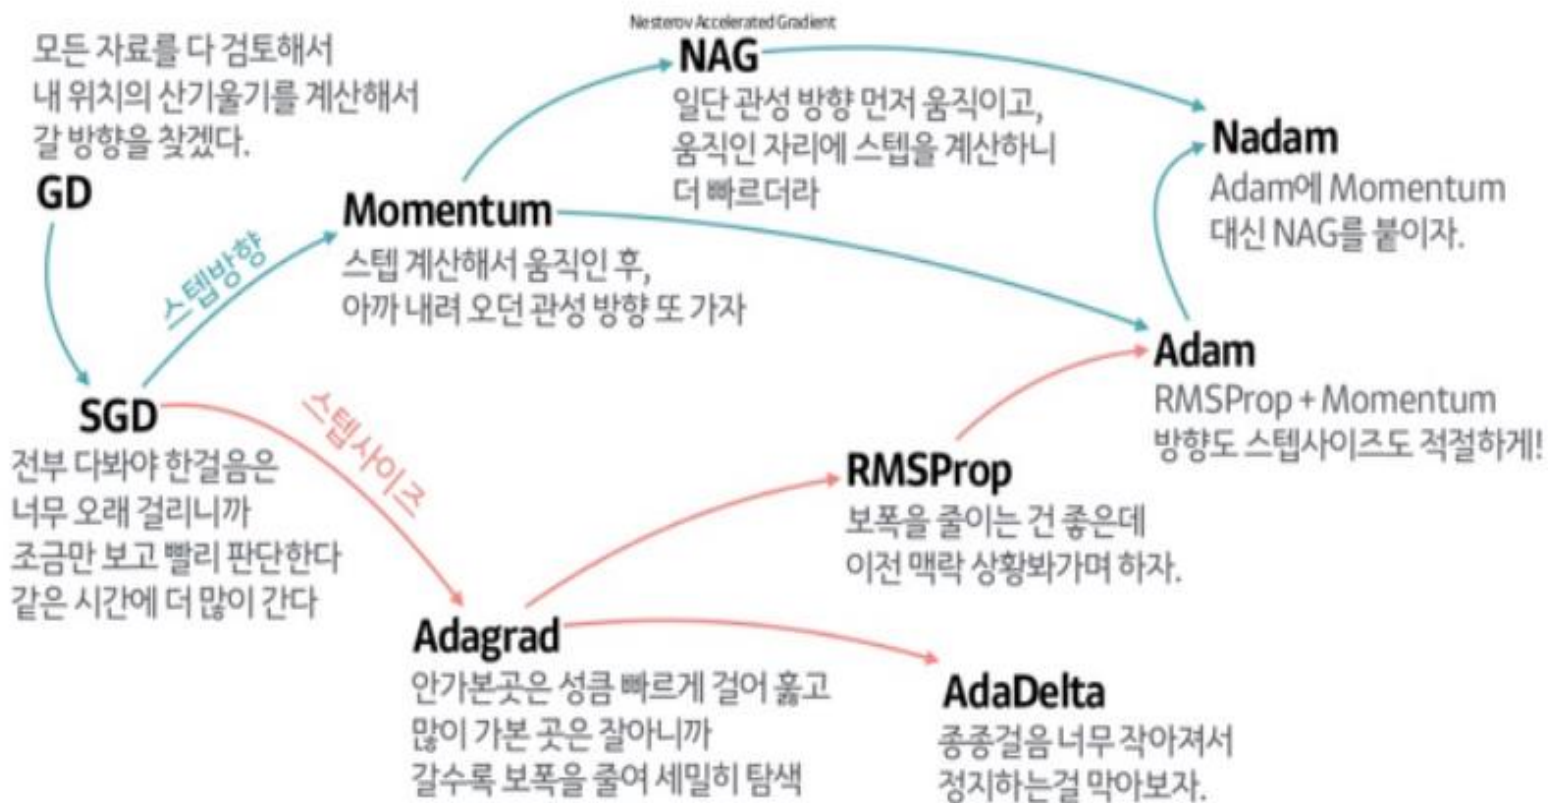 모든 자료를 다 검토해서
내 위치의 산기울기를 계산해서
갈 방향을 찾겠다.
GD
스텝방향
SGD
전부 다봐야 한걸음은
너무 오래 걸리니까
조금만 보고 빨리 판단한다
같은 시간에 더 많이 간다
Momentum
스텝 계산해서 움직인 후,
아까 내려 오던 관성 방향 또 가자
Nesterov Accelerated Gradient
NAG
일단 관성 방향 먼저 움직이고,
움직인 자리에 스텝을 계산하니
더 빠르더라
Nadam
Adam에 Momentum
대신 NAG를 붙이자.
Adam
RMSProp + Momentum
방향도 스텝사이즈도 적절하게!
스텝사이즈
Adagrad
안가본곳은 성큼 빠르게 걸어 훓고
많이 가본 곳은 잘아니까
갈수록 보폭을 줄여 세밀히 탐색
RMSProp
보폭을 줄이는 건 좋은데
이전 맥락 상황봐가며 하자.
AdaDelta
종종걸음 너무 작아져서
정지하는걸 막아보자.